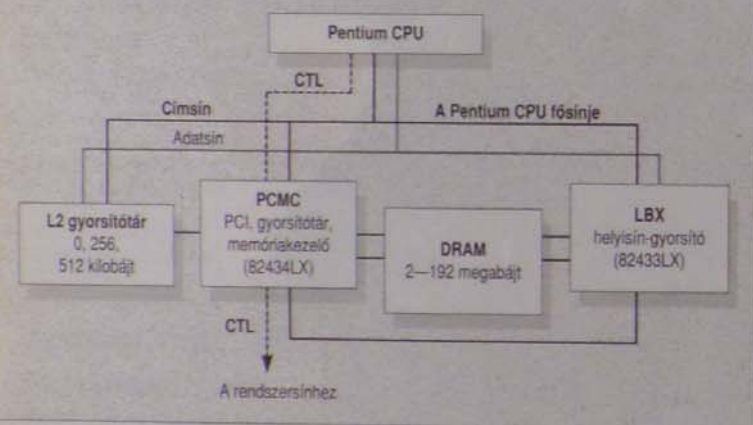 Pentium CPU
CTL
Címsín
A Pentium CPU fősínje
Adatsín
L2 gyorsítótár
0, 256,
512 kilobájt
PCMC
PCI, gyorsítótár,
memóriakezelő
(82434LX)
DRAM
2—192 megabájt
LBX
helyisín-gyorsító
(82433LX)
CTL
A rendszersínhez